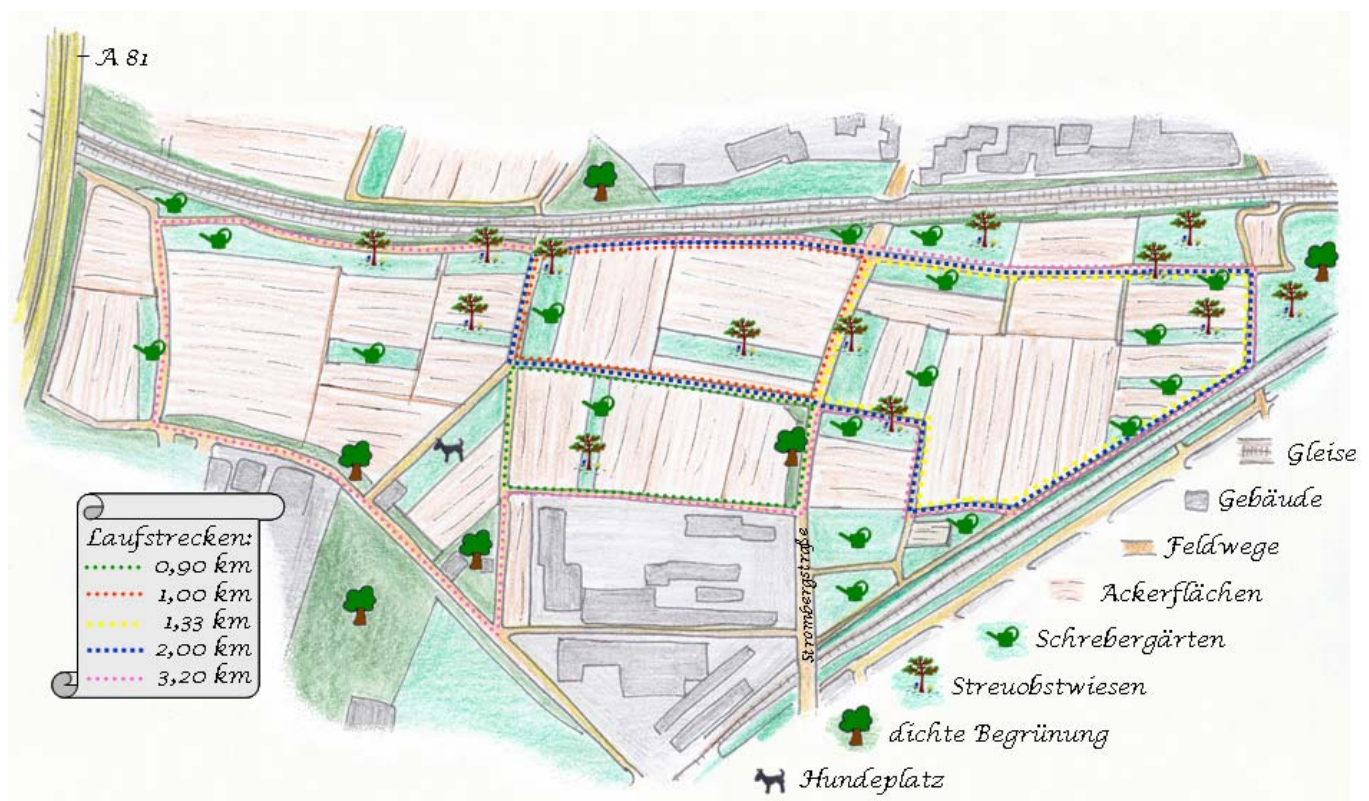 A 81
Laufstrecken:
0,90 km
1,00 km
1,33 km
2,00 km
3,20 km
Strombergstraße
Gleise
Gebäude
Feldwege
Ackerflächen
Schrebergärten
Streuobstwiesen
dichte Begrünung
Hundeplatz